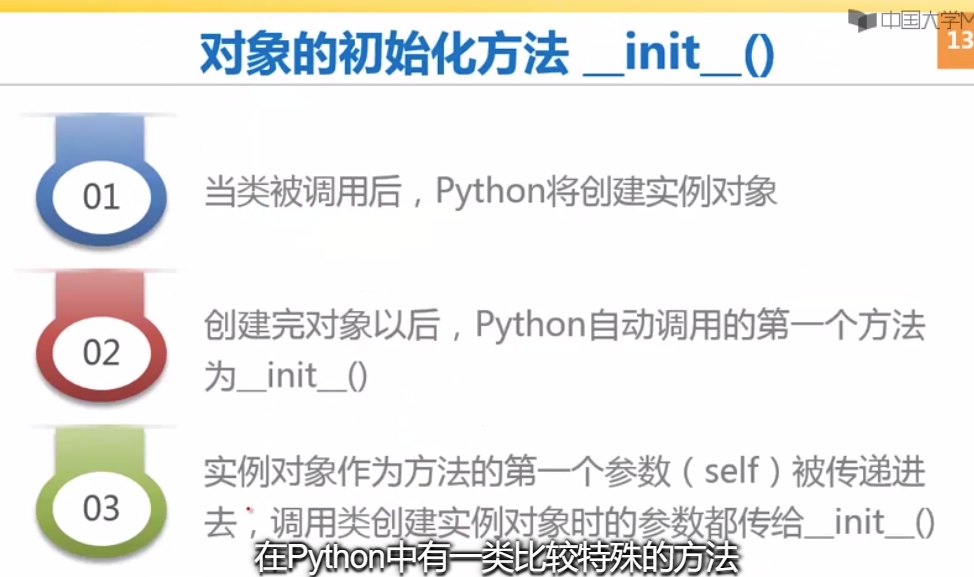 中国大学M
13
对象的初始化方法 __init__()
01
当类被调用后，Python将创建实例对象
02
创建完对象以后，Python自动调用的第一个方法
为__init__()
03
实例对象作为方法的第一个参数（self）被传递进
去，调用类创建实例对象时的参数都传给__init__()
在Python中有一类比较特殊的方法